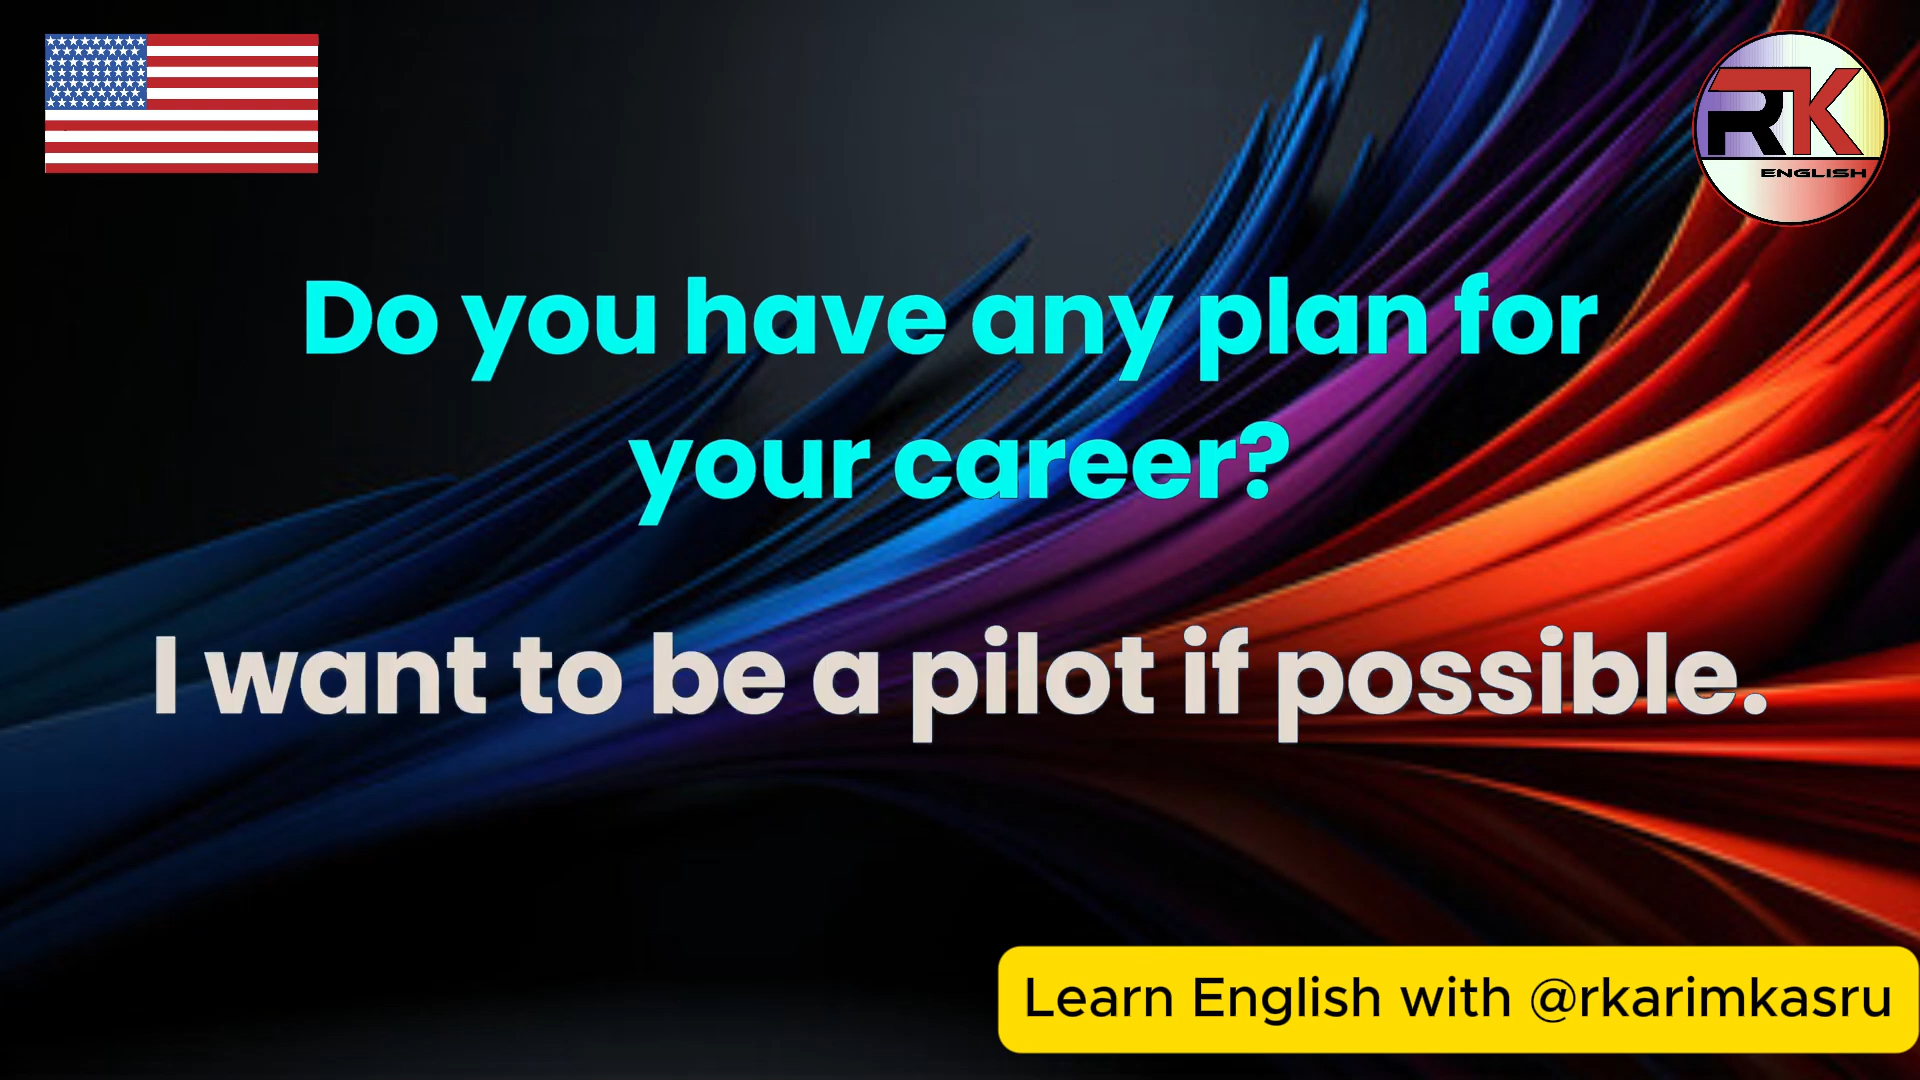 RK
ENGLISH
Do you have any plan for
your career?
I want to be a pilot if possible.
Learn English with @rkarimkasru